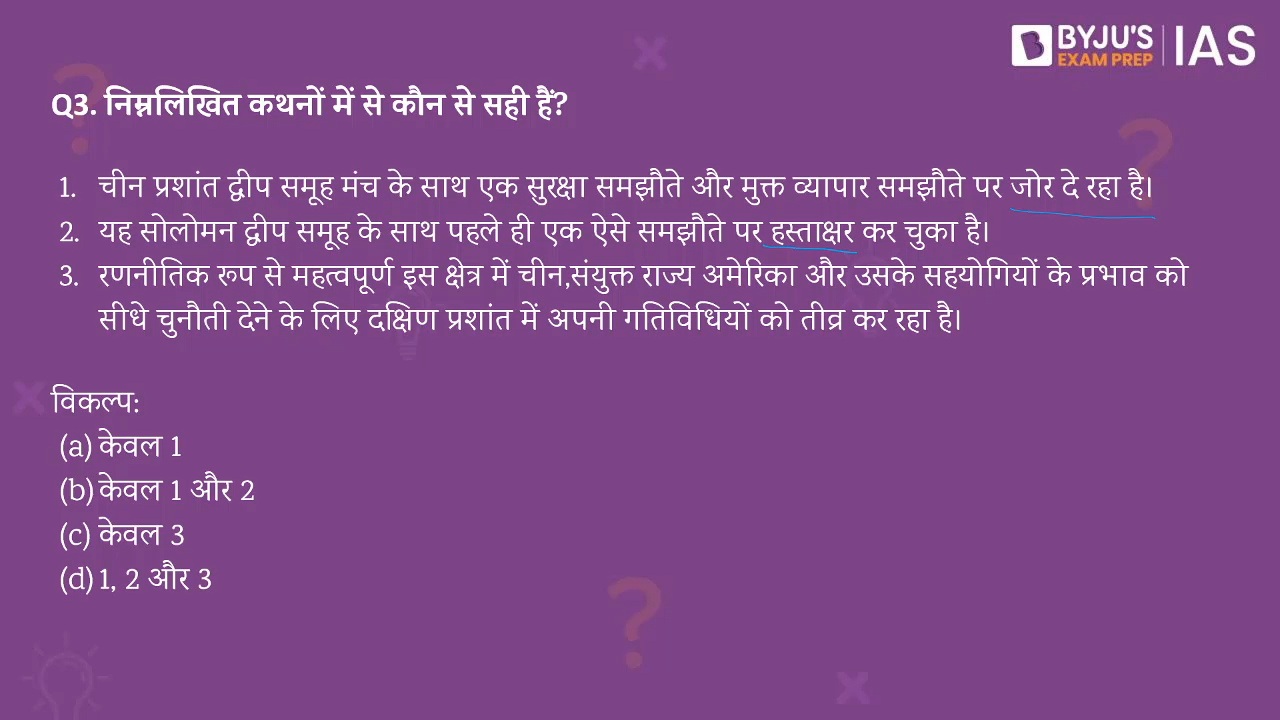 BYJU'S
EXAM PREP
IAS
Q3. निम्नलिखित कथनों में से कौन से सही हैं?
1. चीन प्रशांत द्वीप समूह मंच के साथ एक सुरक्षा समझौते और मुक्त व्यापार समझौते पर जोर दे रहा है।
2. यह सोलोमन द्वीप समूह के साथ पहले ही एक ऐसे समझौते पर हस्ताक्षर कर चुका है।
3. रणनीतिक रूप से महत्वपूर्ण इस क्षेत्र में चीन,संयुक्त राज्य अमेरिका और उसके सहयोगियों के प्रभाव को
सीधे चुनौती देने के लिए दक्षिण प्रशांत में अपनी गतिविधियों को तीव्र कर रहा है।
विकल्प:
(a) केवल 1
(b) केवल 1 और 2
(c) केवल 3
(d) 1, 2 और 3